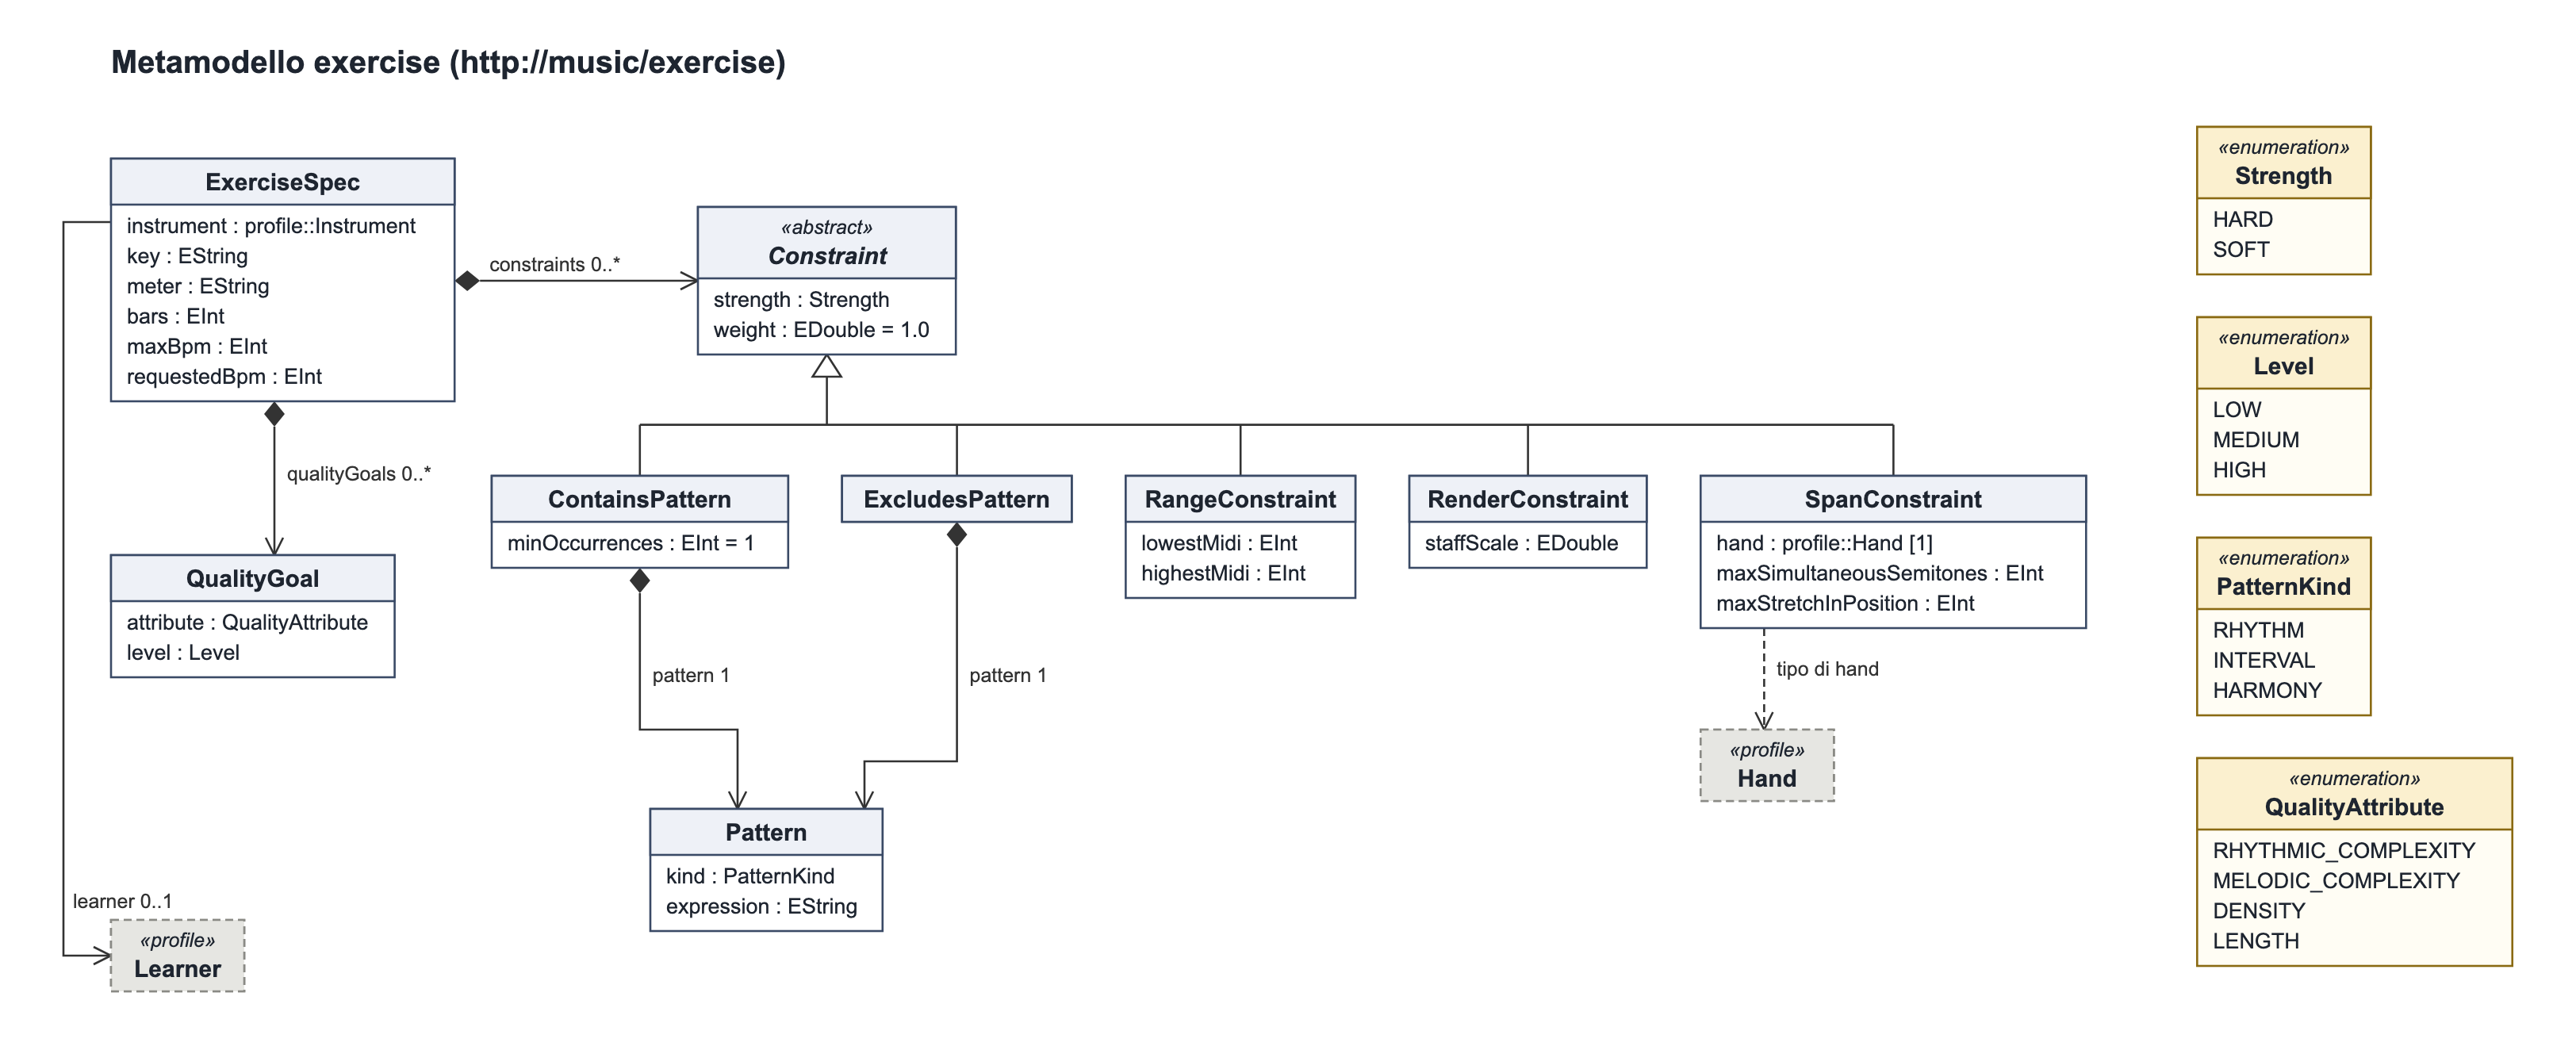 Metamodello exercise (http://music/exercise)
ExerciseSpec
instrument : profile::Instrument
key : EString
meter : EString
bars : EInt
maxBpm : EInt
requestedBpm : EInt
constraints 0..*
«abstract»
Constraint
strength : Strength
weight : EDouble = 1.0
qualityGoals 0..*
QualityGoal
attribute : QualityAttribute
level : Level
ContainsPattern
minOccurrences : EInt = 1
ExcludesPattern
RangeConstraint
lowestMidi : EInt
highestMidi : EInt
RenderConstraint
staffScale : EDouble
SpanConstraint
hand : profile::Hand [1]
maxSimultaneousSemitones : EInt
maxStretchInPosition : EInt
pattern 1
pattern 1
tipo di hand
«profile»
Hand
Pattern
kind : PatternKind
expression : EString
learner 0..1
«profile»
Learner
«enumeration»
Strength
HARD
SOFT
«enumeration»
Level
LOW
MEDIUM
HIGH
«enumeration»
PatternKind
RHYTHM
INTERVAL
HARMONY
«enumeration»
QualityAttribute
RHYTHMIC_COMPLEXITY
MELODIC_COMPLEXITY
DENSITY
LENGTH